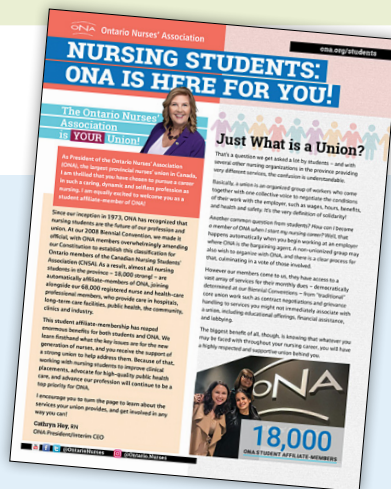 ONA Ontario Nurses' Association
ona.org/students
NURSING STUDENTS:
ONA IS HERE FOR YOU!
The Ontario Nurses'
Association
is YOUR Union!
As President of the Ontario Nurses' Association
(ONA), the largest provincial nurses' union in Canada,
I am thrilled that you have chosen to pursue a career
in such a caring, dynamic and selfless profession as
nursing. I am equally excited to welcome you as a
student affiliate-member of ONA!
Since our inception in 1973, ONA has recognized that
nursing students are the future of our profession and
union. At our 2008 Biennial Convention, we made it
official, with ONA members overwhelmingly amending
our Constitution to establish this classification for
Ontario members of the Canadian Nursing Students'
Association (CNSA). As a result, almost all nursing
students in the province – 18,000 strong! – are
automatically affiliate-members of ONA, joining
alongside our 68,000 registered nurse and health-care
professional members, who provide care in hospitals,
long-term care facilities, public health, the community,
clinics and industry.
This student affiliate-membership has reaped
enormous benefits for both students and ONA. We
learn firsthand what the key issues are for the new
generation of nurses, and you receive the support of
a strong union to help address them. Because of that,
working with nursing students to improve clinical
placements, advocate for high-quality public health
care, and advance our profession will continue to be a
top priority for ONA.
I encourage you to turn the page to learn about the
services your union provides, and get involved in any
way you can!
Cathryn Hoy, RN
ONA President/Interim CEO
@OntarioNurses @Ontario.Nurses
Just What is a Union?
That's a question we get asked a lot by students – and with
several other nursing organizations in the province providing
very different services, the confusion is understandable.
Basically, a union is an organized group of workers who come
together with one collective voice to negotiate the conditions
of their work with the employer, such as wages, hours, benefits,
and health and safety. It's the very definition of solidarity!
Another common question from students? How can I become
a member of ONA when I start my nursing career? Well, that
happens automatically when you begin working at an employer
where ONA is the bargaining agent. A non-unionized group may
also wish to organize with ONA, and there is a clear process for
that, culminating in a vote of those involved.
However our members come to us, they have access to a
vast array of services for their monthly dues – democratically
determined at our Biennial Conventions – from "traditional"
core union work such as contract negotiations and grievance
handling to services you might not immediately associate with
a union, including educational offerings, financial assistance,
and lobbying.
The biggest benefit of all, though, is knowing that whatever you
may be faced with throughout your nursing career, you will have
a highly respected and supportive union behind you.
ONA
18,000
ONA STUDENT AFFILIATE-MEMBERS